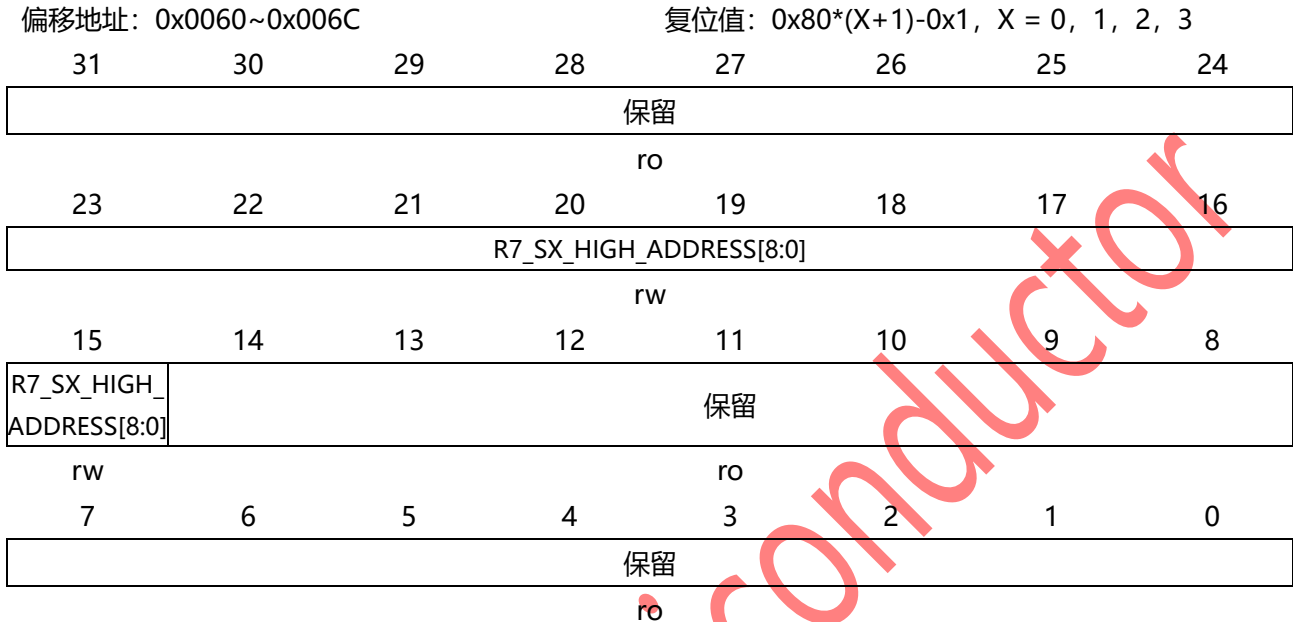 偏移地址：0x0060~0x006C 复位值：0x80*(X+1)-0x1，X = 0，1，2，3
31 30 29 28 27 26 25 24
保留
ro
23 22 21 20 19 18 17 16
R7_SX_HIGH_ADDRESS[8:0]
rw
15 14 13 12 11 10 9 8
R7_SX_HIGH_
ADDRESS[8:0]
保留
rw ro
7 6 5 4 3 2 1 0
保留
ro
iconductor